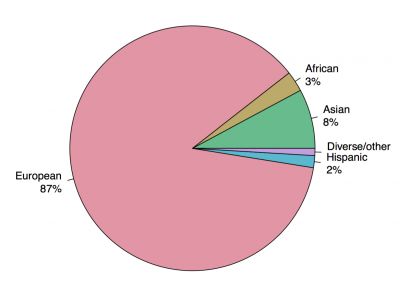 African
3%
Asian
8%
Diverse/other
Hispanic
2%
European
87%